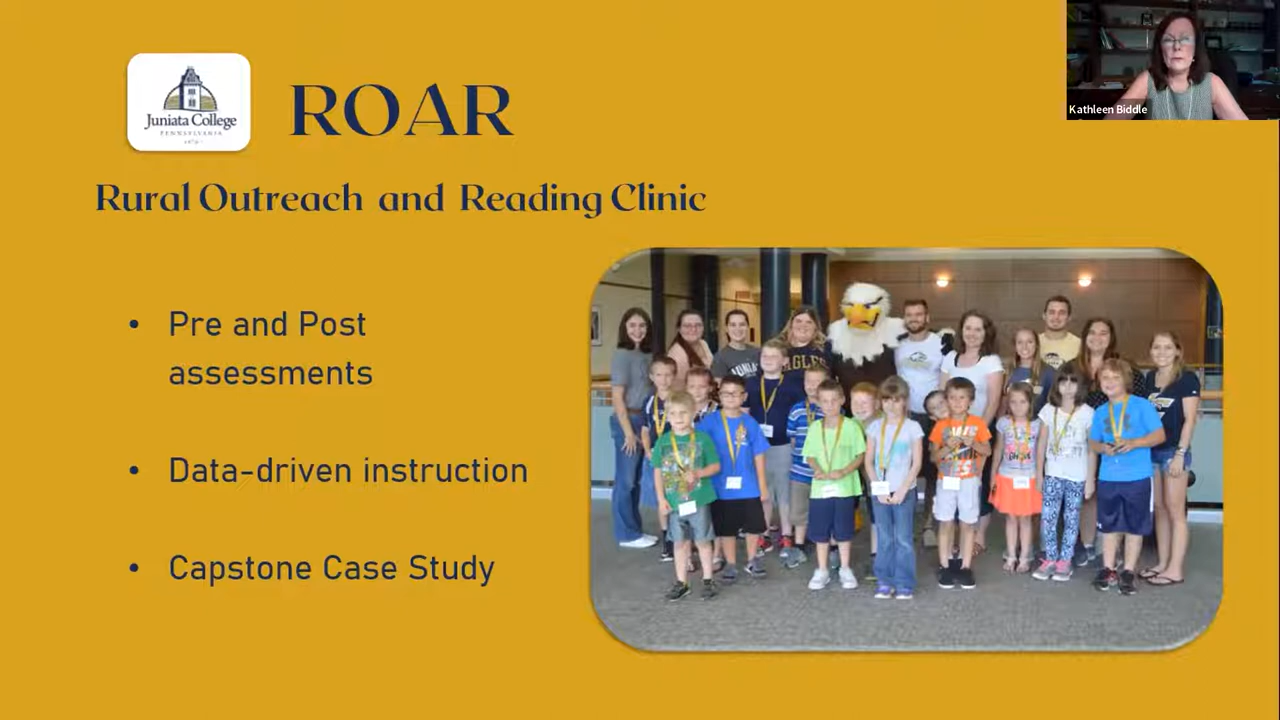 Juniata College
PENNSYLVANIA
ROAR
Kathleen Biddle
Rural Outreach and Reading Clinic
• Pre and Post
assessments
• Data-driven instruction
• Capstone Case Study